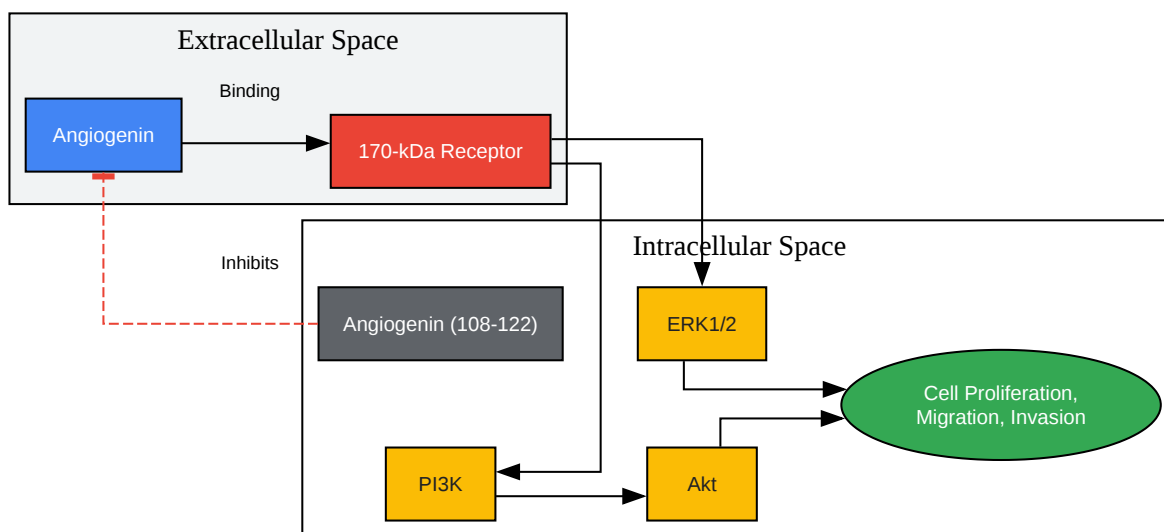 Extracellular Space
Binding
Angiogenin
170-kDa Receptor
Intracellular Space
Inhibits
Angiogenin (108-122)
ERK1/2
Cell Proliferation,
Migration, Invasion
PI3K
Akt